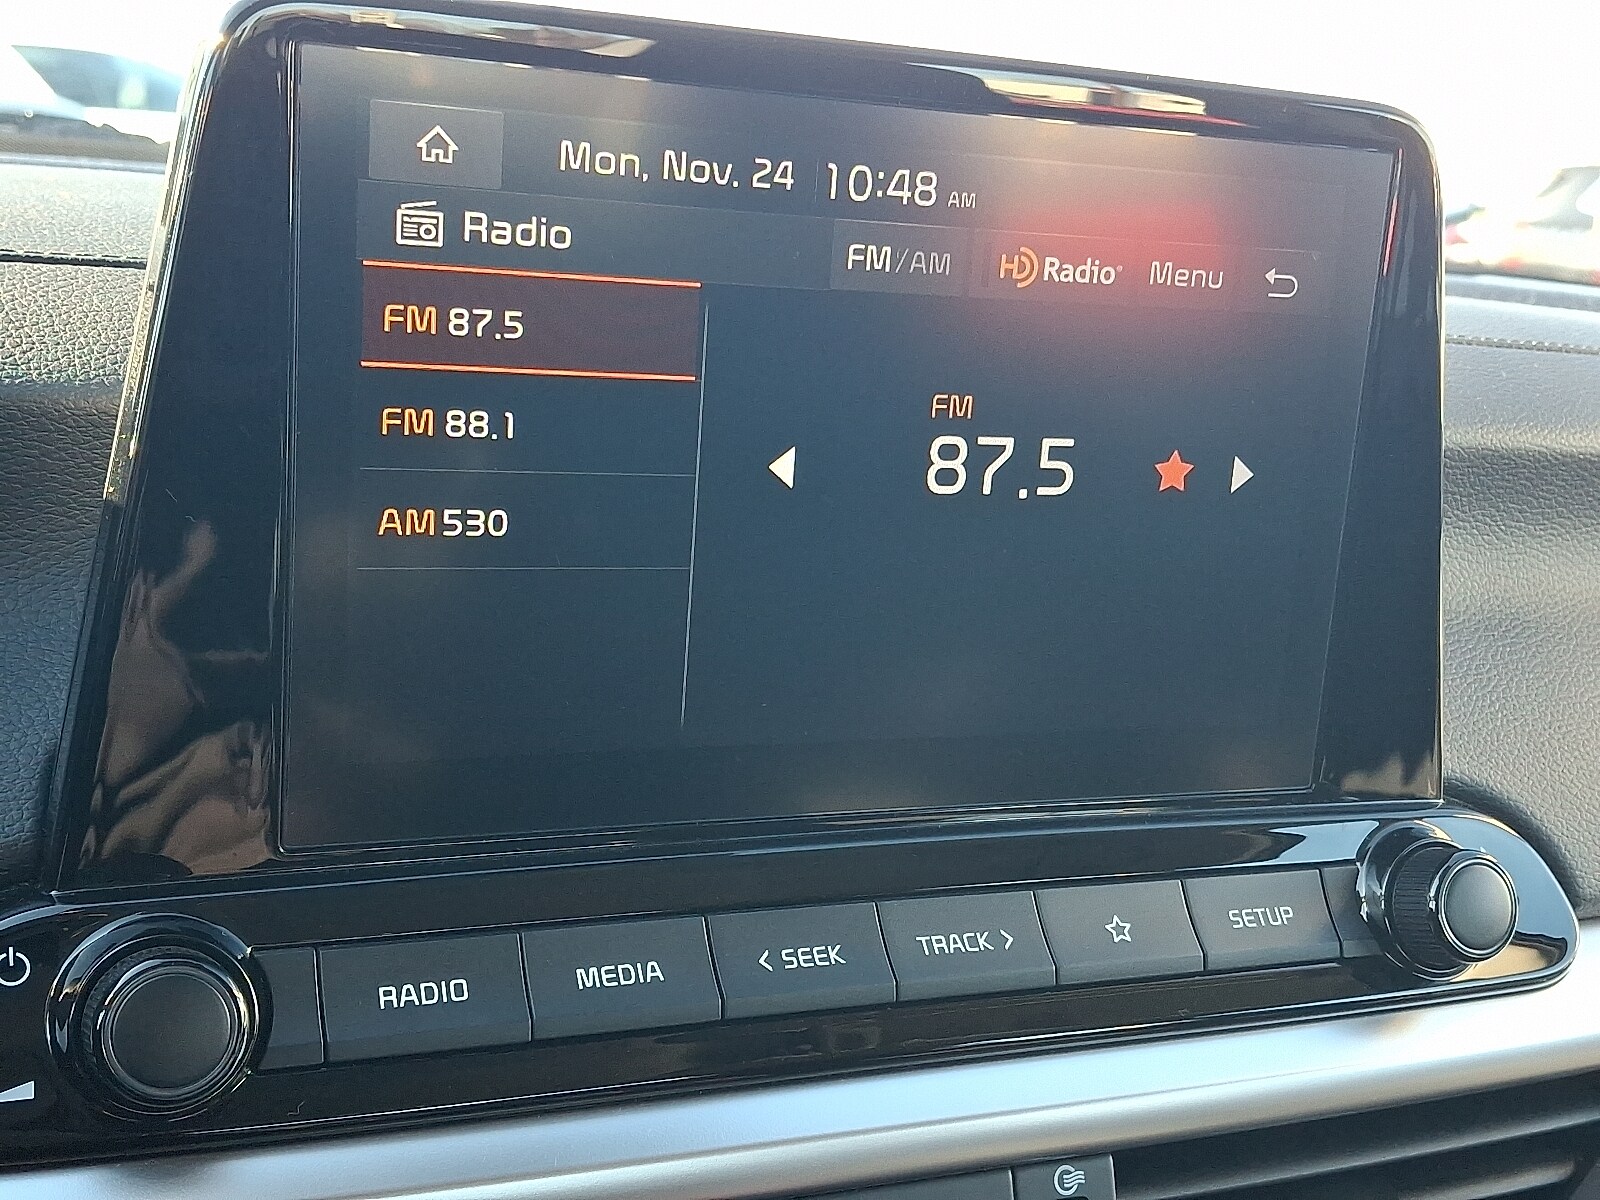 Mon, Nov. 24 10:48 AM
Radio
FM/AM HD Radio Menu
FM 87.5
FM 88.1
AM 530
FM
87.5
RADIO MEDIA < SEEK TRACK > SETUP